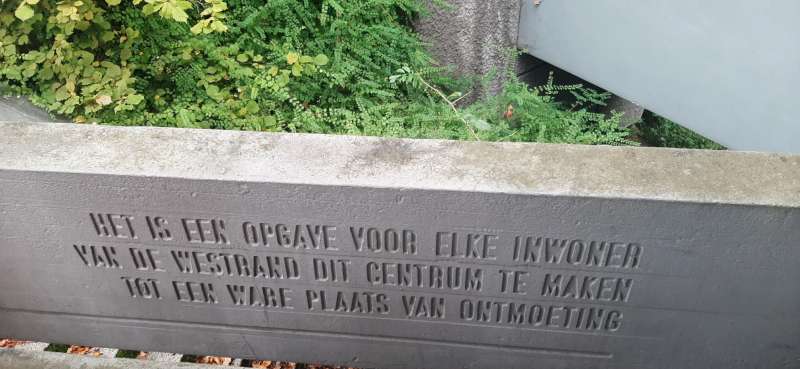 HET IS EEN OPGAVE VOOR ELKE INWONER
VAN DE WESTRAND DIT CENTRUM TE MAKEN
TOT EEN WARE PLAATS VAN ONTMOETING